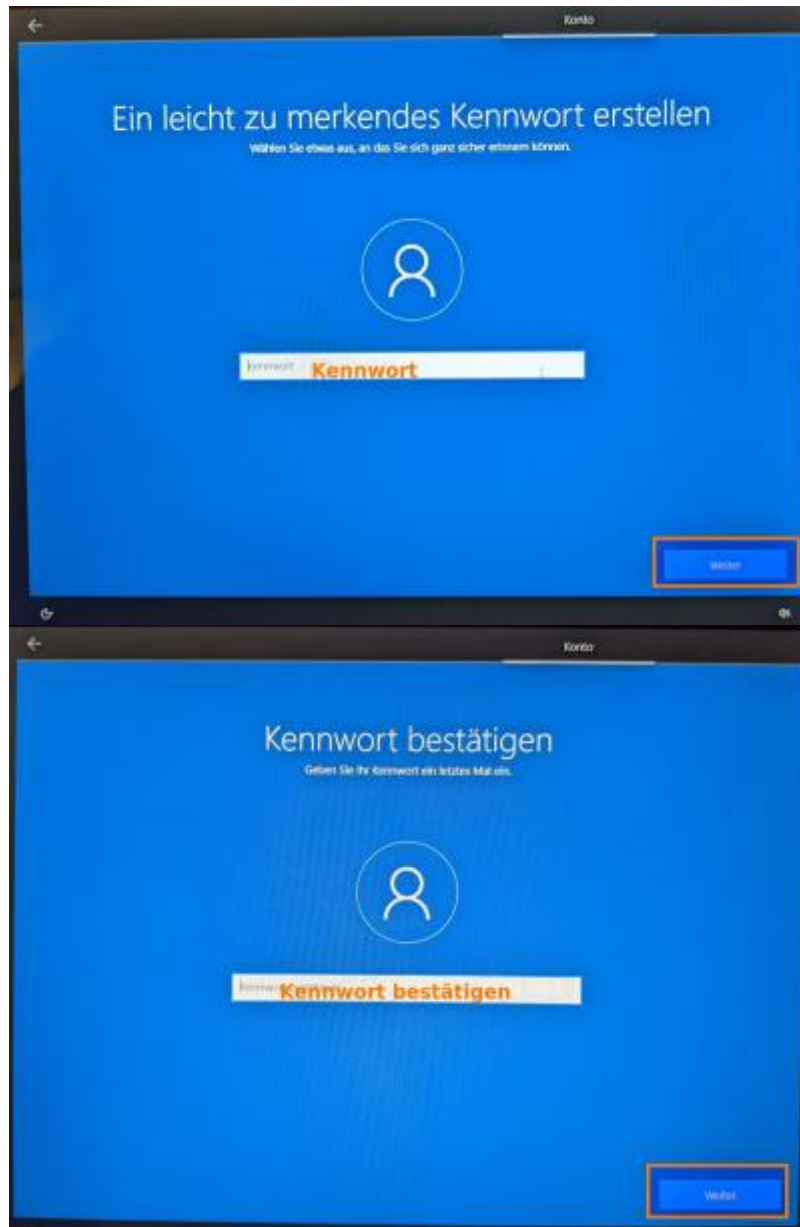 Konto
Ein leicht zu merkendes Kennwort erstellen
Wählen Sie etwas aus, an das Sie sich ganz sicher erinnern können.
Kennwort Kennwort
Weiter
Konto
Kennwort bestätigen
Geben Sie Ihr Kennwort ein letztes Mal ein.
Kennwort bestätigen
Weiter